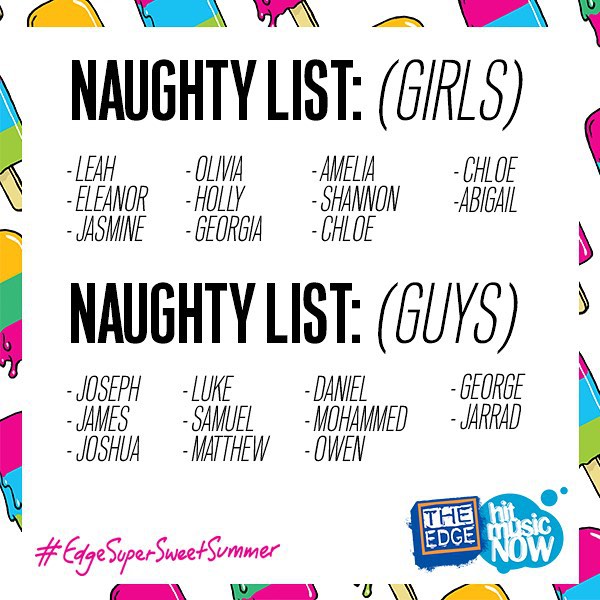 NAUGHTY LIST: (GIRLS)
- LEAH - OLIVIA - AMELIA - CHLOE
- ELEANOR - HOLLY - SHANNON -ABIGAIL
- JASMINE - GEORGIA - CHLOE
NAUGHTY LIST: (GUYS)
- JOSEPH - LUKE - DANIEL - GEORGE
- JAMES - SAMUEL - MOHAMMED - JARRAD
- JOSHUA - MATTHEW - OWEN
#EdgeSuperSweetSummer
THE
EDGE
hit
music
NOW